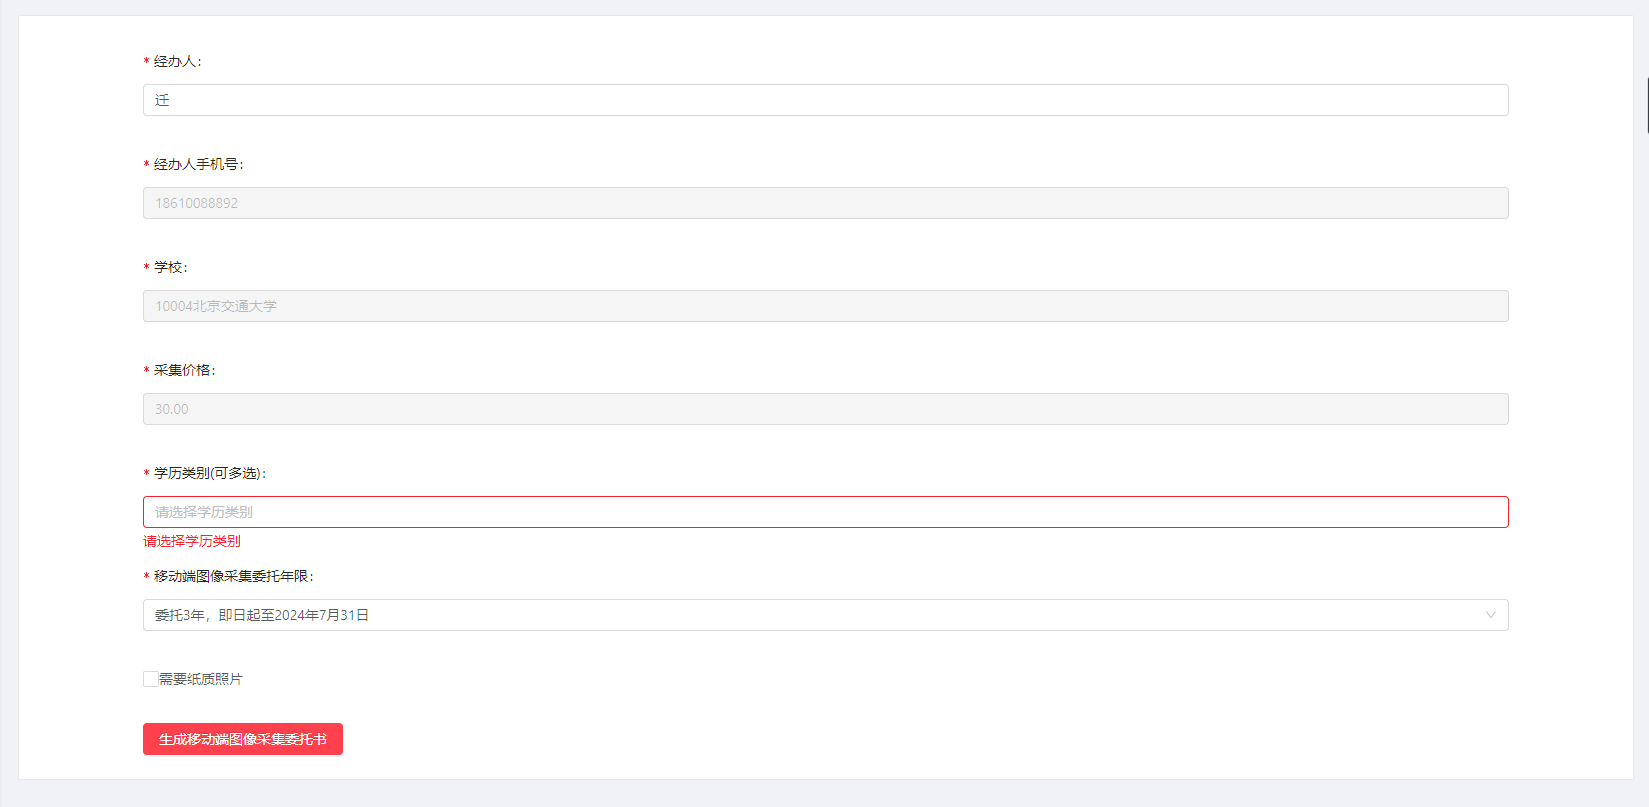 * 经办人:
迁
* 经办人手机号:
18610088892
* 学校:
10004北京交通大学
* 采集价格:
30.00
* 学历类别(可多选):
请选择学历类别
请选择学历类别
* 移动端图像采集委托年限:
委托3年，即日起至2024年7月31日
需要纸质照片
生成移动端图像采集委托书